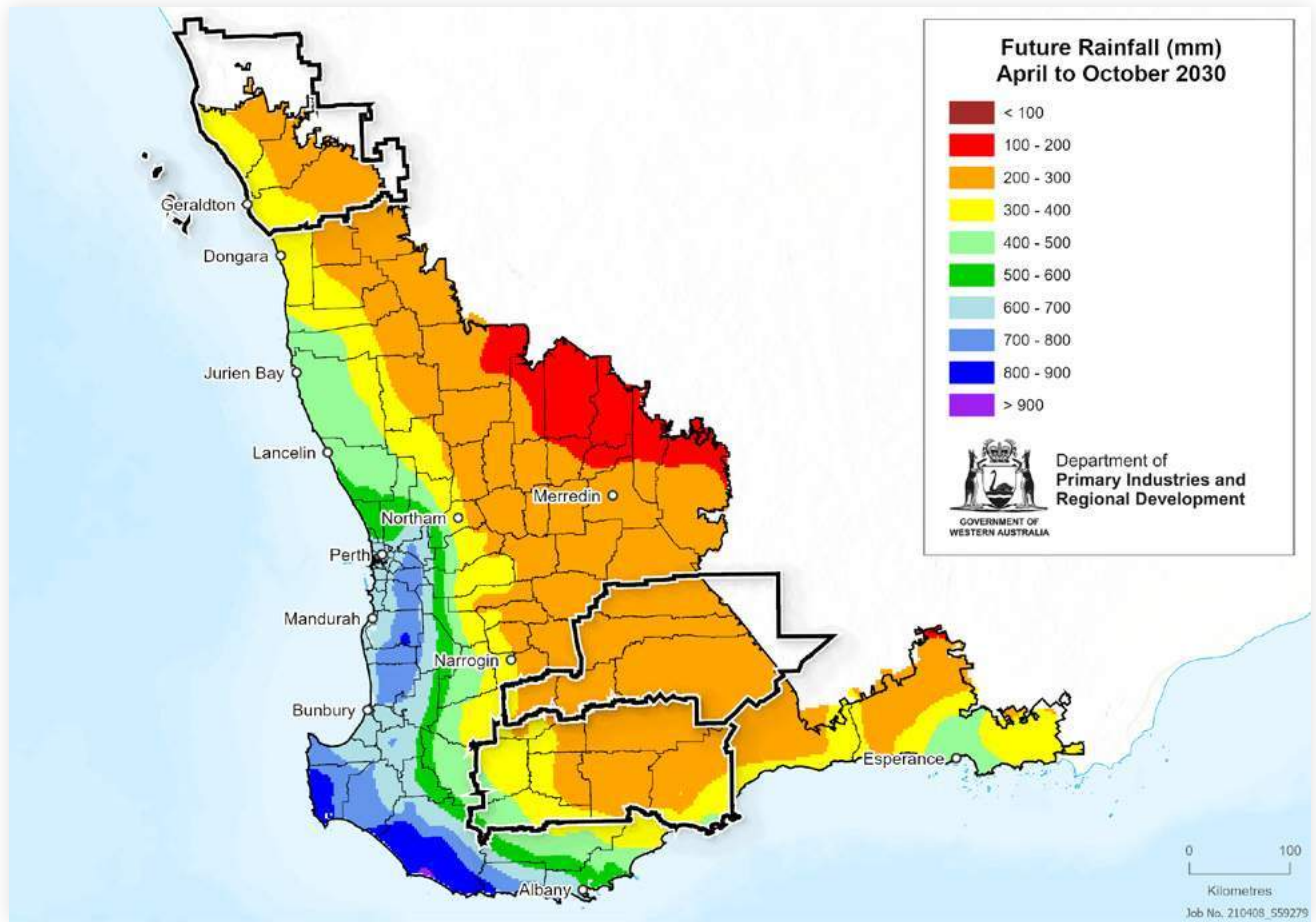 Future Rainfall (mm)
April to October 2030
< 100
100 - 200
200 - 300
300 - 400
400 - 500
500 - 600
600 - 700
700 - 800
800 - 900
> 900
GOVERNMENT OF
WESTERN AUSTRALIA
Department of
Primary Industries and
Regional Development
Geraldton
Dongara
Jurien Bay
Lancelin
Merredin
Northam
Perth
Mandurah
Narrogin
Bunbury
Esperance
Albany
0 100
Kilometres
Job No. 210408_S59279